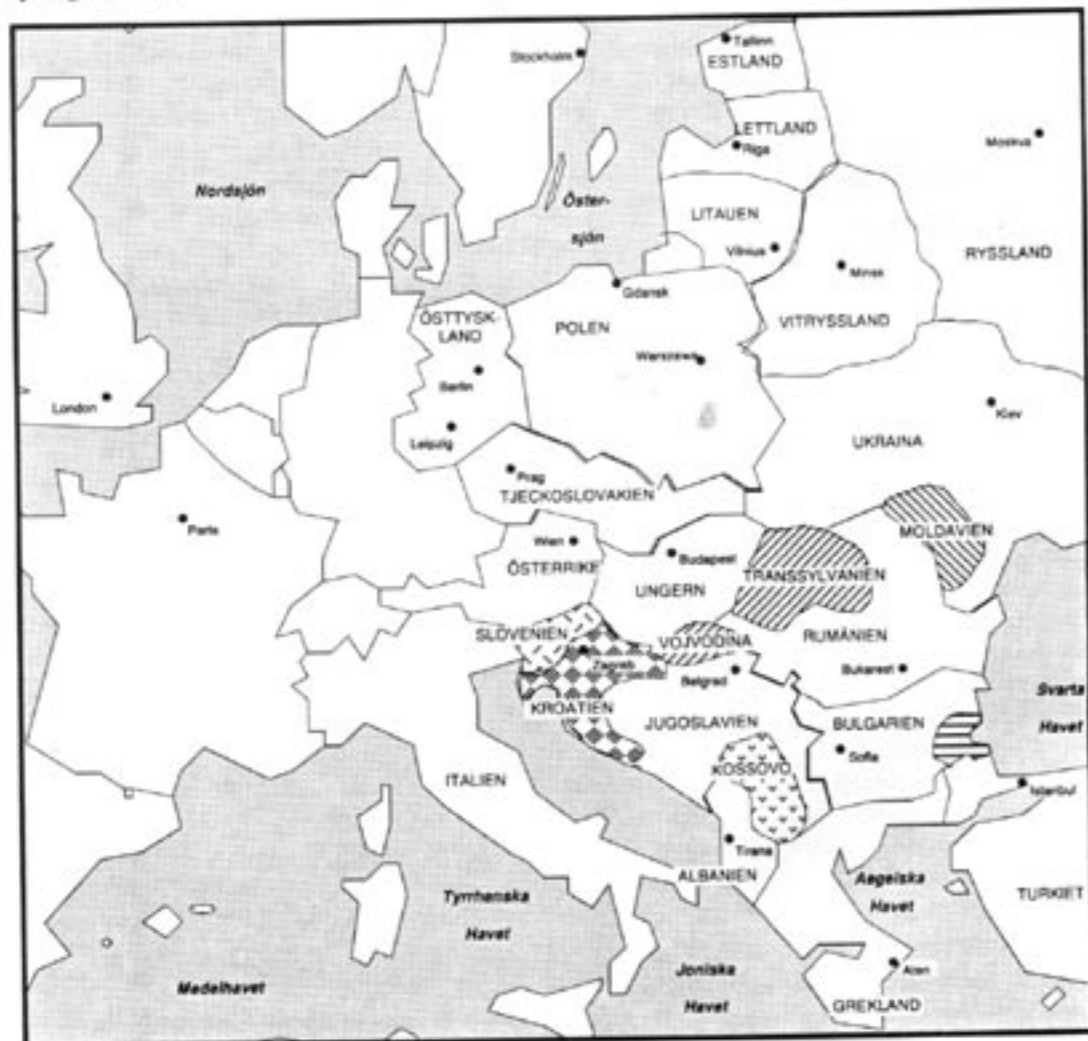 Tallinn
Stockholm
ESTLAND
LETTLAND
Moskva
Riga
Nordsjön
Öster-
LITAUEN
sjön
Vilnius
RYSSLAND
Minsk
Gdansk
ÖSTTYSK-
LAND
POLEN
VITRYSSLAND
Warszawa
Berlin
London
Kiev
Leipzig
UKRAINA
Prag
TJECKOSLOVAKIEN
Paris
MOLDAVIEN
Wien
Budapest
ÖSTERRIKE
TRANSSYLVANIEN
UNGERN
SLOVENIEN
VOJVODINA
RUMÄNIEN
Zagreb
Belgrad
Bukarest
Svarta
Havet
KROATIEN
JUGOSLAVIEN
BULGARIEN
Sofia
KOSSOVO
ITALIEN
Istanbul
Tirana
ALBANIEN
Aegeiska
Havet
TURKIET
Tyrrhenska
Havet
Joniska
Havet
Aten
Medelhavet
GREKLAND